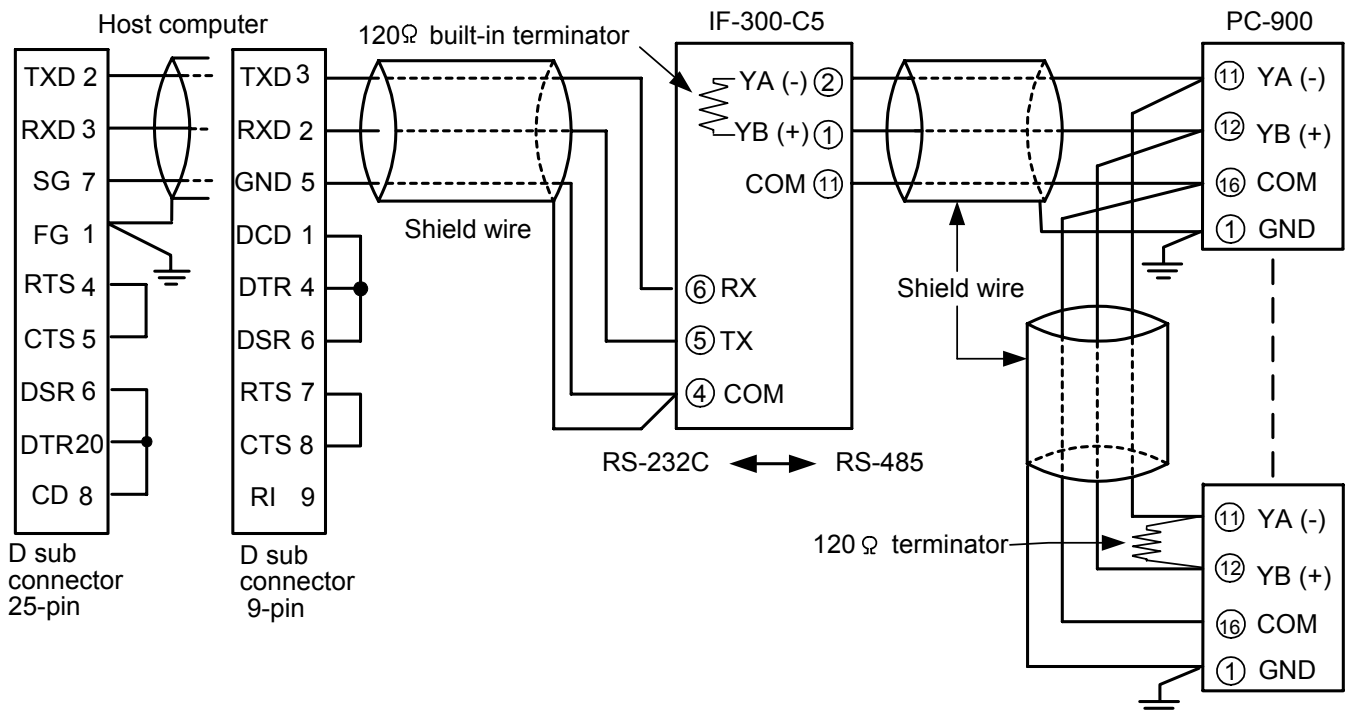 Host computer
TXD 2
RXD 3
SG 7
FG 1
RTS 4
CTS 5
DSR 6
DTR 20
CD 8
D sub
connector
25-pin
TXD 3
RXD 2
GND 5
DCD 1
DTR 4
DSR 6
RTS 7
CTS 8
RI 9
D sub
connector
9-pin
Shield wire
120Ω built-in terminator
IF-300-C5
YA (-) ②
YB (+) ①
COM ⑪
⑥ RX
⑤ TX
④ COM
RS-232C
RS-485
Shield wire
PC-900
⑪ YA (-)
⑫ YB (+)
⑯ COM
① GND
120Ω terminator
⑪ YA (-)
⑫ YB (+)
⑯ COM
① GND